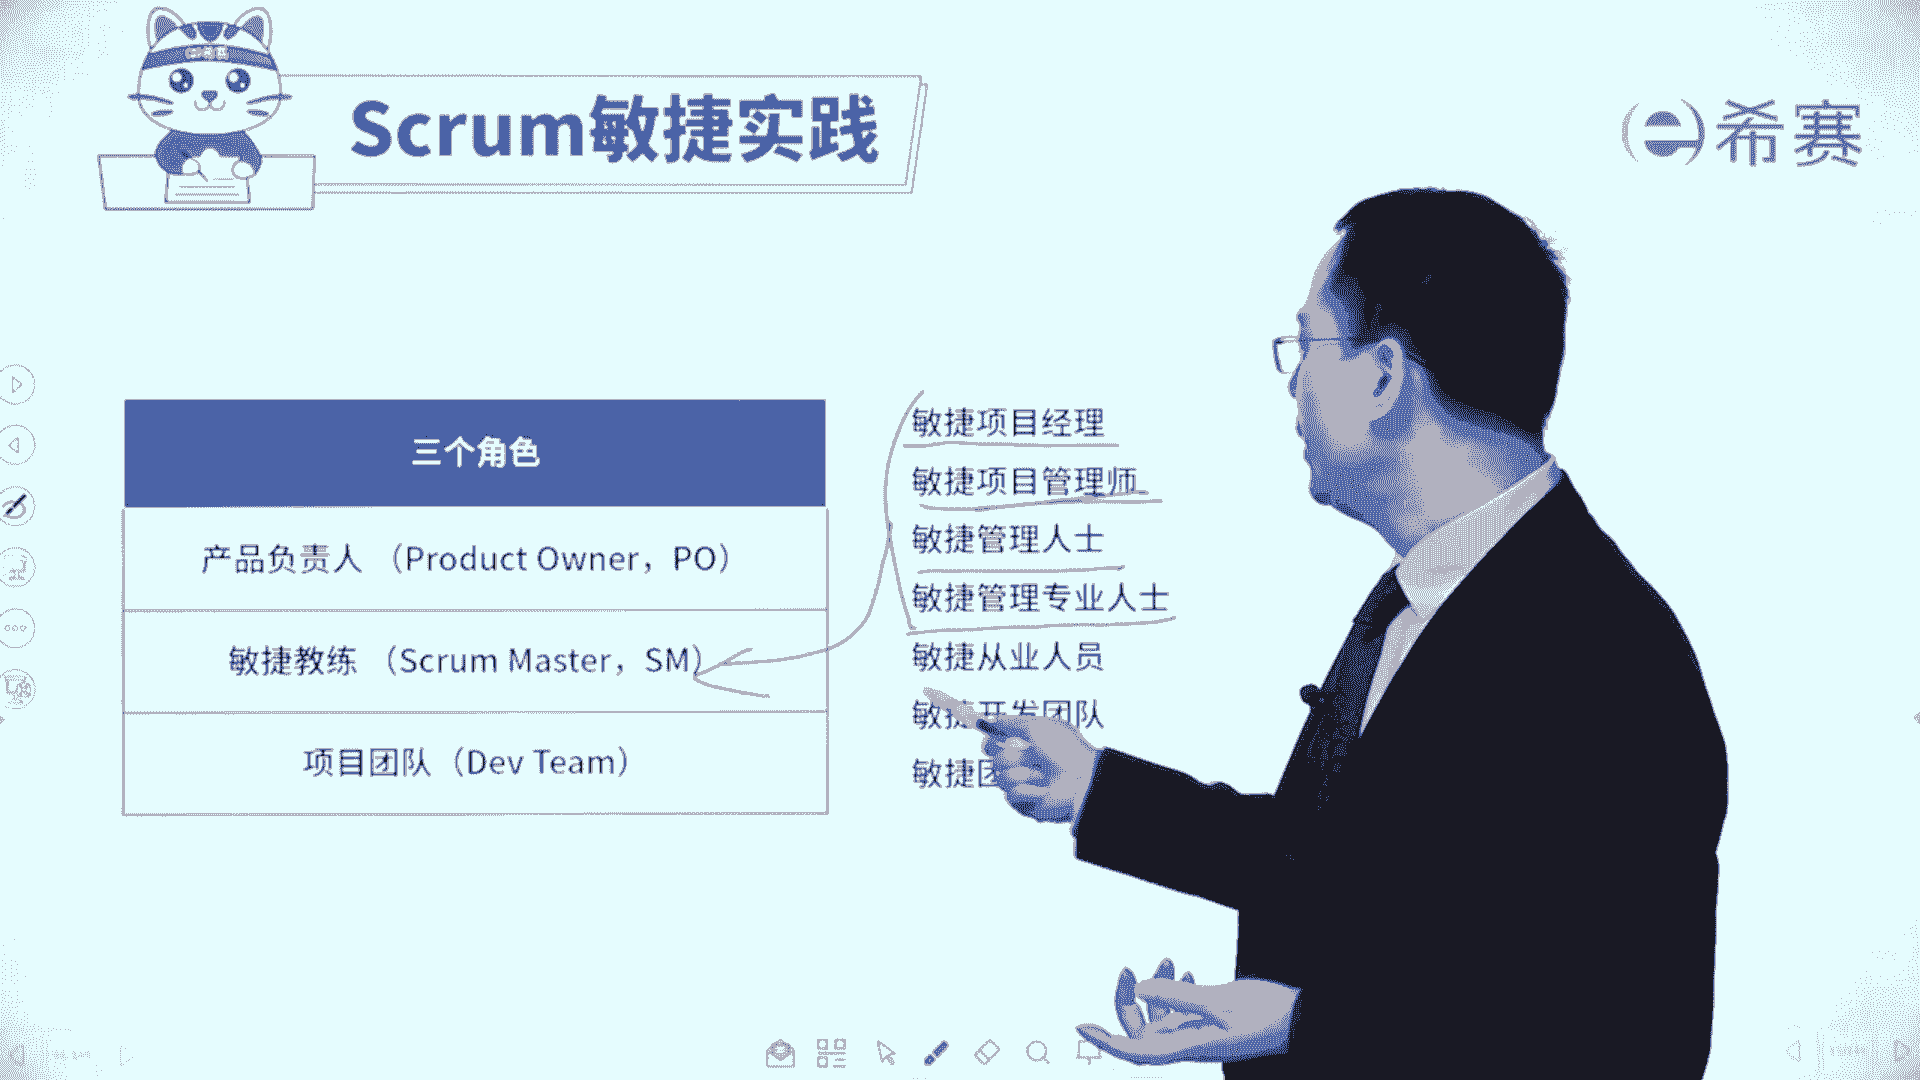 Scrum敏捷实践
希赛
三个角色
产品负责人 （Product Owner，PO）
敏捷教练 （Scrum Master，SM）
项目团队（Dev Team）
敏捷项目经理
敏捷项目管理师
敏捷管理人士
敏捷管理专业人士
敏捷从业人员
敏捷开发团队
敏捷团